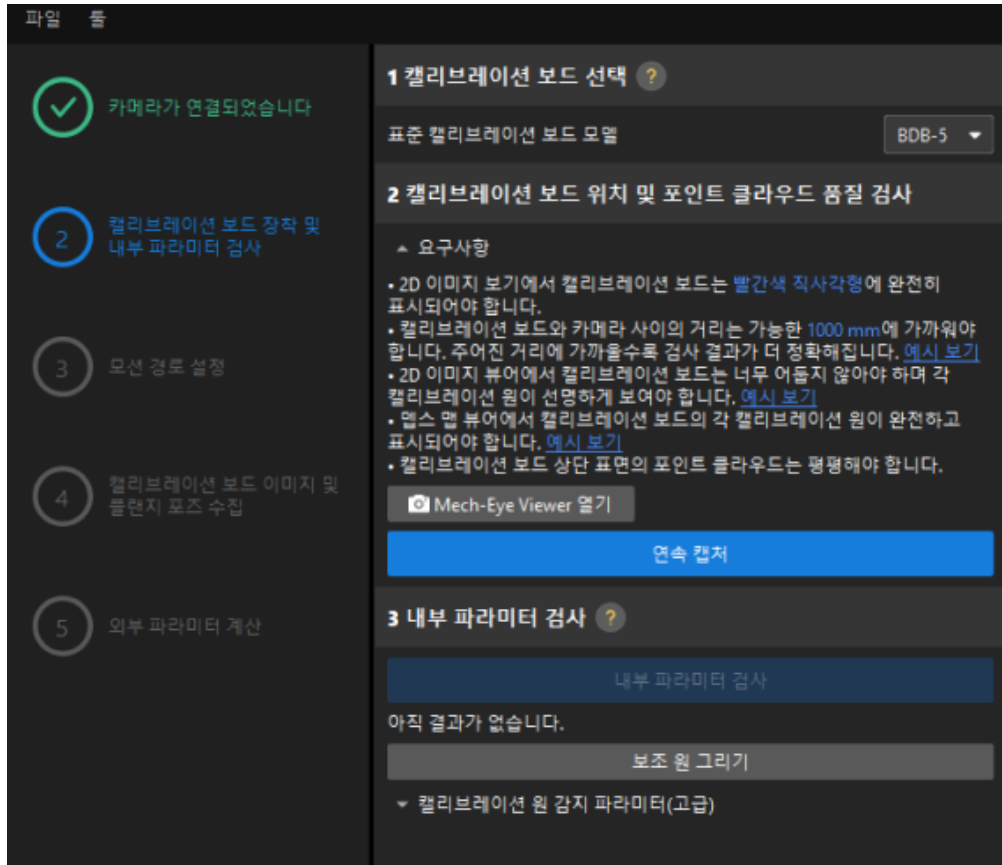 파일 툴
카메라가 연결되었습니다
2
캘리브레이션 보드 장착 및
내부 파라미터 검사
3
모션 경로 설정
4
캘리브레이션 보드 이미지 및
플랜지 포즈 수집
5
외부 파라미터 계산
1 캘리브레이션 보드 선택 ?
표준 캘리브레이션 보드 모델
BDB-5
2 캘리브레이션 보드 위치 및 포인트 클라우드 품질 검사
요구사항
• 2D 이미지 보기에서 캘리브레이션 보드는 빨간색 직사각형에 완전히
표시되어야 합니다.
• 캘리브레이션 보드와 카메라 사이의 거리는 가능한 1000 mm에 가까워야
합니다. 주어진 거리에 가까울수록 검사 결과가 더 정확해집니다. 예시 보기
• 2D 이미지 뷰어에서 캘리브레이션 보드는 너무 어둡지 않아야 하며 각
캘리브레이션 원이 선명하게 보여야 합니다. 예시 보기
• 뎁스 맵 뷰어에서 캘리브레이션 보드의 각 캘리브레이션 원이 완전하고
표시되어야 합니다. 예시 보기
• 캘리브레이션 보드 상단 표면의 포인트 클라우드는 평평해야 합니다.
Mech-Eye Viewer 열기
연속 캡처
3 내부 파라미터 검사 ?
내부 파라미터 검사
아직 결과가 없습니다.
보조 원 그리기
캘리브레이션 원 감지 파라미터(고급)